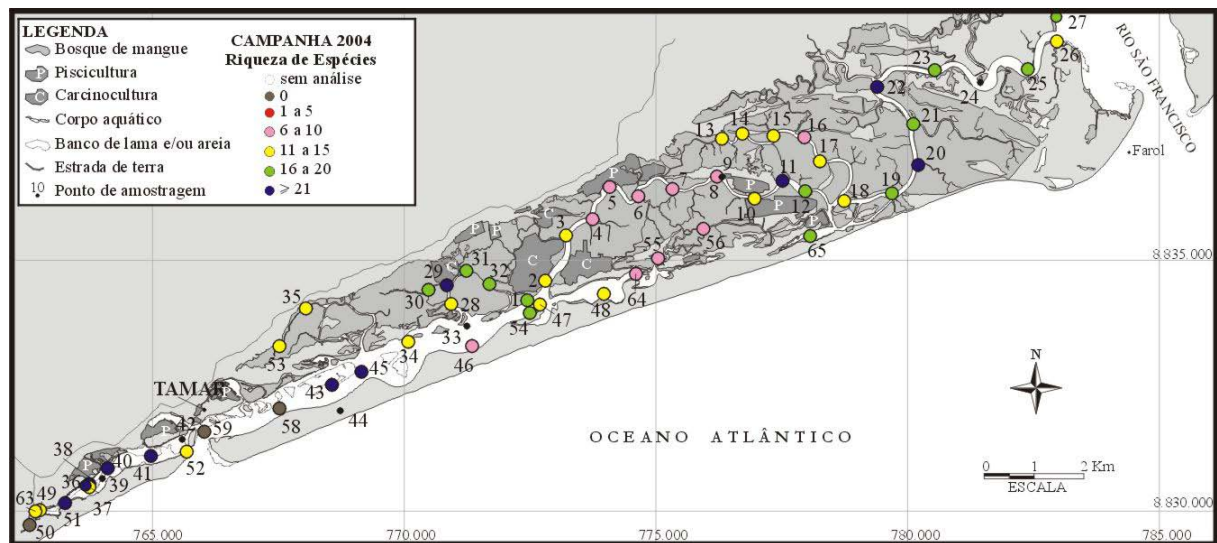 LEGENDA
Bosque de mangue
P Piscicultura
C Carcinocultura
Corpo aquático
Banco de lama e/ou areia
Estrada de terra
10 Ponto de amostragem
CAMPANHA 2004
Riqueza de Espécies
sem análise
0
1 a 5
6 a 10
11 a 15
16 a 20
> 21
27
RIO SÃO FRANCISCO
26
23
25
24
22
14
15
16
13
21
Farol
17
9
11
20
7
8
P
P
5
6
10
P
12
18
19
C
4
3
P
P
P
56
65
55
8.835.000
31
C
C
29
C
32
2
30
1
64
35
28
47
48
54
33
34
53
46
N
TAMAR
45
P
43
42
58
44
OCEANO ATLÂNTICO
59
P
38
40
P
41
52
0 1 2 Km
ESCALA
36
39
63
49
37
51
8.830.000
50
765.000
770.000
775.000
780.000
785.000